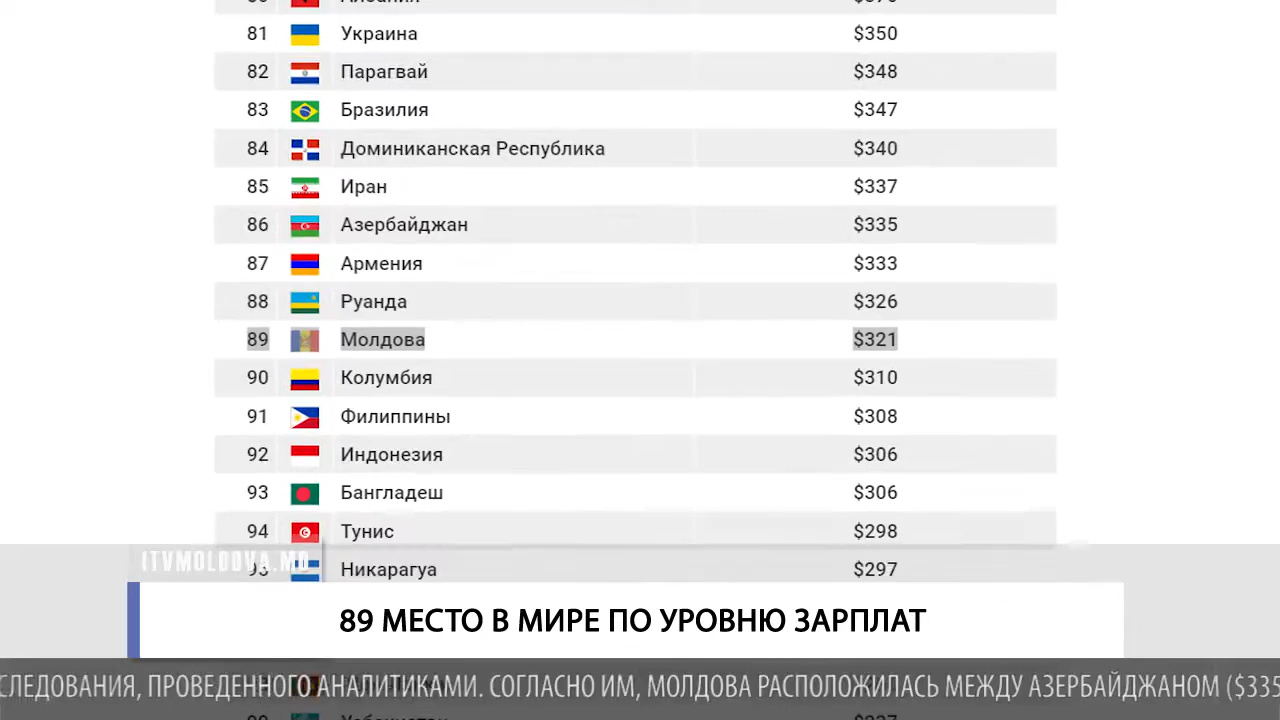 81 Украина $350
82 Парагвай $348
83 Бразилия $347
84 Доминиканская Республика $340
85 Иран $337
86 Азербайджан $335
87 Армения $333
88 Руанда $326
89 Молдова $321
90 Колумбия $310
91 Филиппины $308
92 Индонезия $306
93 Бангладеш $306
94 Тунис $298
ITVMOLDOVA.MD
95 Никарагуа $297
89 МЕСТО В МИРЕ ПО УРОВНЮ ЗАРПЛАТ
СЛЕДОВАНИЯ, ПРОВЕДЕННОГО АНАЛИТИКАМИ. СОГЛАСНО ИМ, МОЛДОВА РАСПОЛОЖИЛАСЬ МЕЖДУ АЗЕРБАЙДЖАНОМ ($335